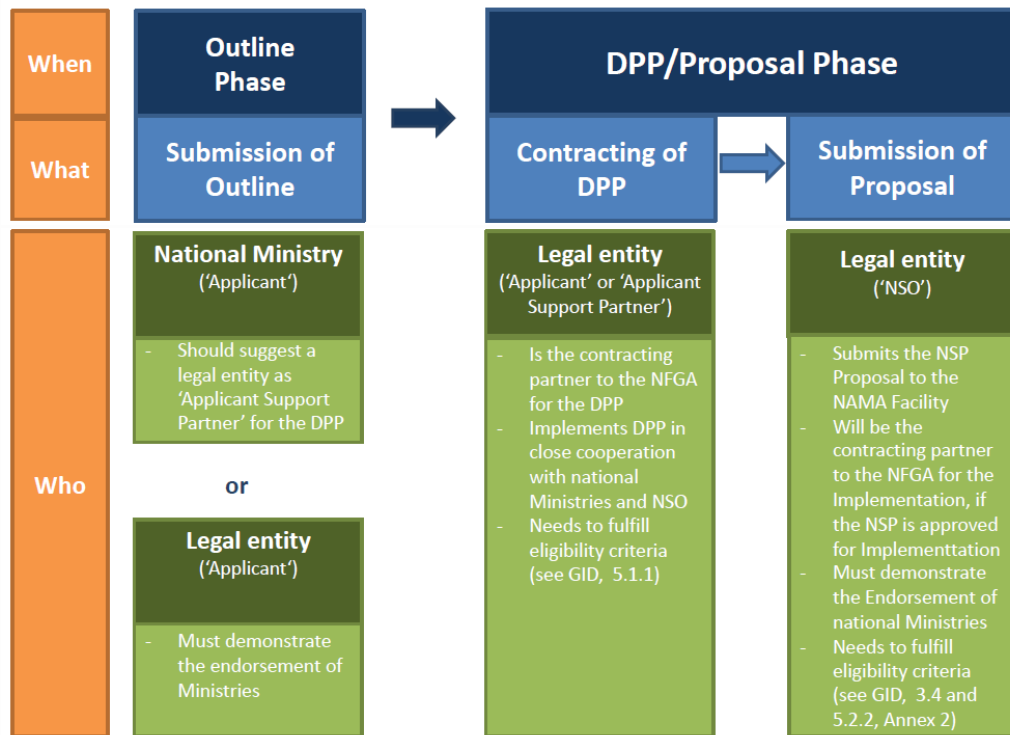 When
Outline
Phase
DPP/Proposal Phase
What
Submission of
Outline
Contracting of
DPP
Submission of
Proposal
Who
National Ministry
(‘Applicant‘)
- Should suggest a
legal entity as
‘Applicant Support
Partner’ for the DPP
or
Legal entity
(‘Applicant’)
- Must demonstrate
the endorsement of
Ministries
Legal entity
(‘Applicant’ or ‘Applicant
Support Partner’)
- Is the contracting
partner to the NFGA
for the DPP
- Implements DPP in
close cooperation
with national
Ministries and NSO
- Needs to fulfill
eligibility criteria
(see GID, 5.1.1)
Legal entity
(‘NSO’)
- Submits the NSP
Proposal to the
NAMA Facility
- Will be the
contracting partner
to the NFGA for the
Implementation, if
the NSP is approved
for Implementtation
- Must demonstrate
the Endorsement of
national Ministries
- Needs to fulfill
eligibility criteria
(see GID, 3.4 and
5.2.2, Annex 2)